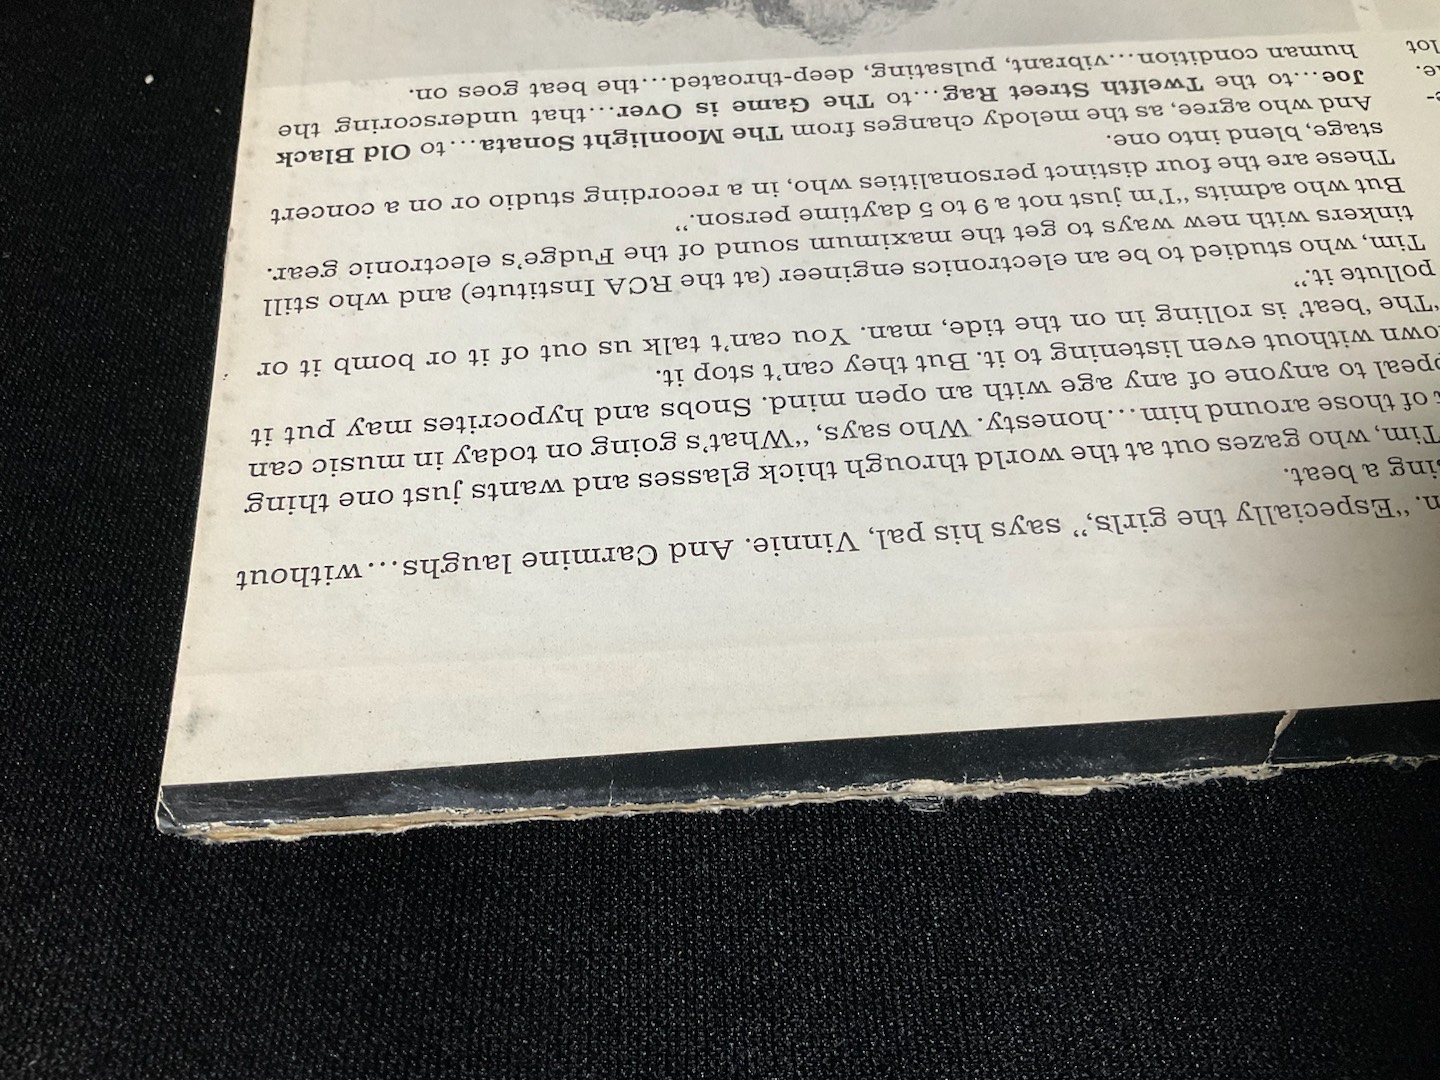 n. “Especially the girls,” says his pal, Vinnie. And Carmine laughs...without
ing a beat.
Tim, who gazes out at the world through thick glasses and wants just one thing
of those around him...honesty. Who says, “What’s going on today in music can
ppeal to anyone of any age with an open mind. Snobs and hypocrites may put it
own without even listening to it. But they can’t stop it.
“The ‘beat’ is rolling in on the tide, man. You can’t talk us out of it or bomb it or
pollute it.”
Tim, who studied to be an electronics engineer (at the RCA Institute) and who still
tinkers with new ways to get the maximum sound of the Fudge’s electronic gear.
But who admits “I’m just not a 9 to 5 daytime person.”
These are the four distinct personalities who, in a recording studio or on a concert
stage, blend into one.
And who agree, as the melody changes from The Moonlight Sonata...to Old Black
Joe...to the Twelfth Street Rag...to The Game is Over...that underscoring the
human condition...vibrant, pulsating, deep-throated...the beat goes on.
e-
e.
lot